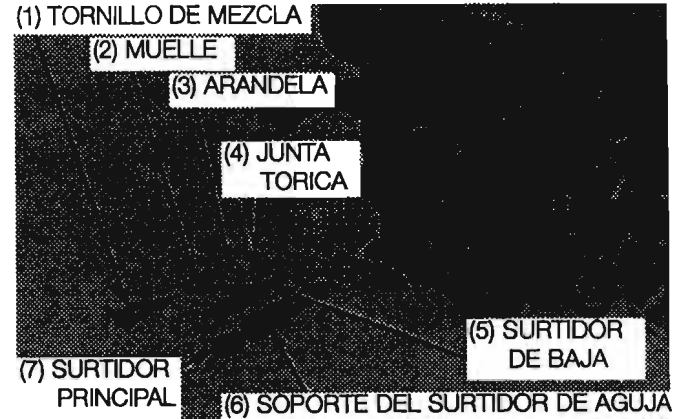 (1) TORNILLO DE MEZCLA
(2) MUELLE
(3) ARANDELA
(4) JUNTA
TORICA
(5) SURTIDOR
DE BAJA
(7) SURTIDOR
PRINCIPAL
(6) SOPORTE DEL SURTIDOR DE AGUJA